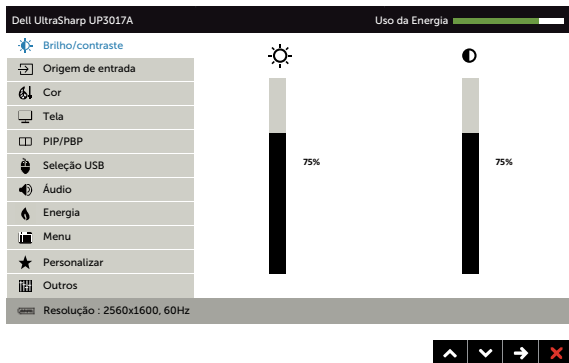 Dell UltraSharp UP3017A
Uso da Energia
Brilho/contraste
Origem de entrada
Cor
Tela
PIP/PBP
Seleção USB
Áudio
Energia
Menu
Personalizar
Outros
75%
75%
Resolução : 2560x1600, 60Hz